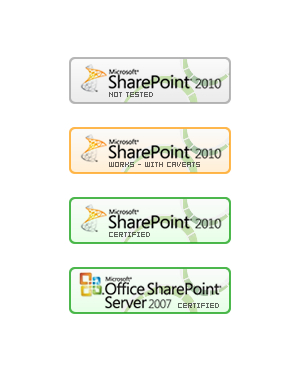 Microsoft®
SharePoint® 2010
NOT TESTED
Microsoft®
SharePoint® 2010
WORKS - WITH CAVEATS
Microsoft®
SharePoint® 2010
CERTIFIED
Microsoft®
Office SharePoint®
Server 2007 CERTIFIED